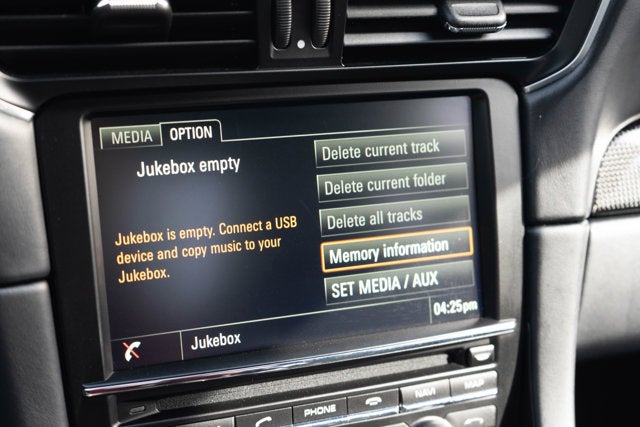 MEDIA OPTION
Jukebox empty
Jukebox is empty. Connect a USB
device and copy music to your
Jukebox.
Delete current track
Delete current folder
Delete all tracks
Memory information
SET MEDIA / AUX
04:25pm
Jukebox
PHONE NAVI MAP